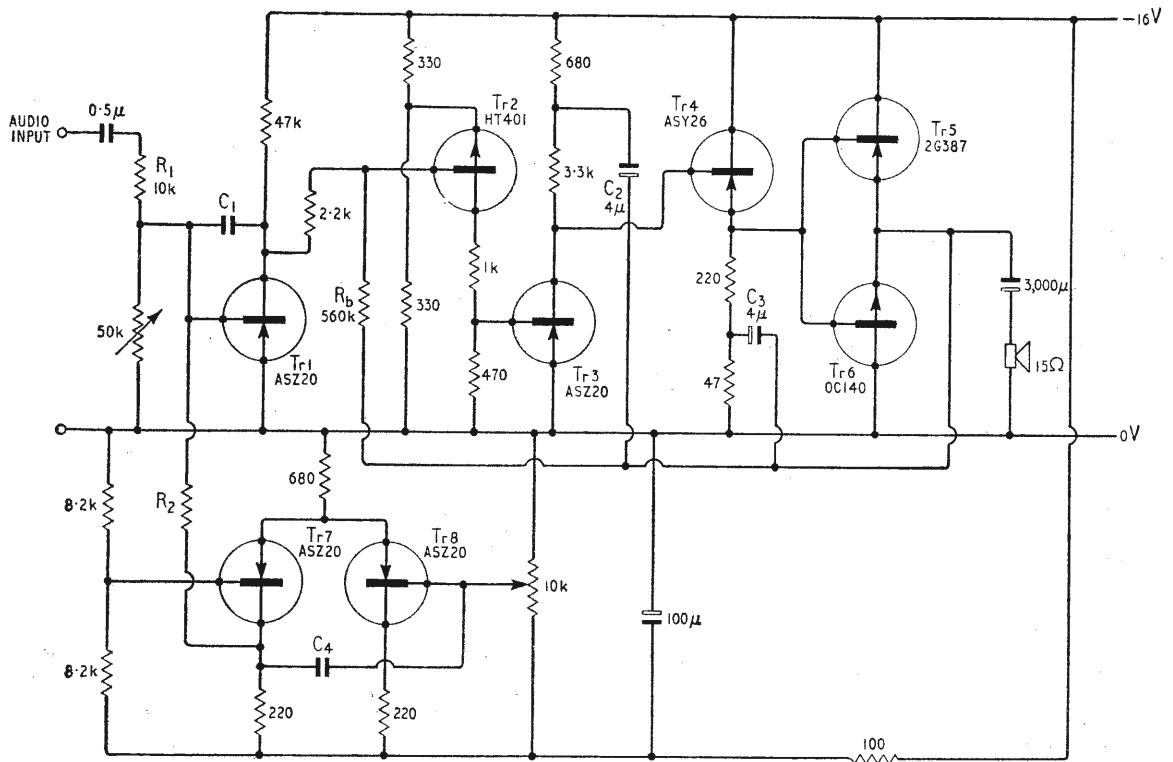 −16V
330
680
0·5μ
AUDIO
INPUT
Tr2
HT401
Tr4
ASY26
Tr5
2G387
47k
R1
10k
3·3k
C1
C2
4μ
2·2k
1k
220
3,000μ
Rb
560k
330
C3
4μ
50k
Tr1
ASZ20
470
Tr3
ASZ20
47
Tr6
OC140
15Ω
0V
680
8·2k
R2
Tr7
ASZ20
Tr8
ASZ20
10k
100μ
C4
8·2k
220
220
100